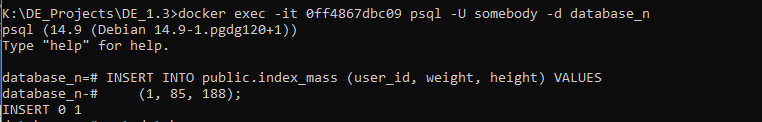 K:\DE_Projects\DE_1.3>docker exec -it 0ff4867dbc09 psql -U somebody -d database_n
psql (14.9 (Debian 14.9-1.pgdg120+1))
Type "help" for help.
database_n=# INSERT INTO public.index_mass (user_id, weight, height) VALUES
database_n-#     (1, 85, 188);
INSERT 0 1